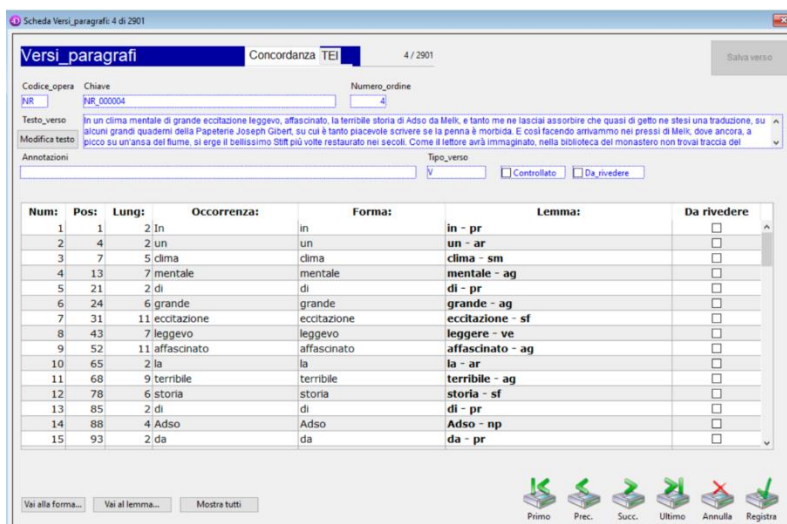 Scheda Versi_paragrafi: 4 di 2901
Versi_paragrafi Concordanza TEI 4 / 2901 Salva verso
Codice_opera Chiave Numero_ordine
NR NR_000004 4
Testo_verso In un clima mentale di grande eccitazione leggevo, affascinato, la terribile storia di Adso da Melk, e tanto me ne lasciai assorbire che quasi di getto ne stesi una traduzione, su
Modifica testo alcuni grandi quaderni della Papeterie Joseph Gibert, su cui è tanto piacevole scrivere se la penna è morbida. E così facendo arrivammo nei pressi di Melk, dove ancora, a
picco su un'ansa del fiume, si erge il bellissimo Stift piú volte restaurato nei secoli. Come il lettore avrà immaginato, nella biblioteca del monastero non trovai traccia del
Annotazioni Tipo_verso
V Controllato Da_rivedere
Num: Pos: Lung: Occorrenza: Forma: Lemma: Da rivedere
1 1 2 In in in - pr
2 4 2 un un un - ar
3 7 5 clima clima clima - sm
4 13 7 mentale mentale mentale - ag
5 21 2 di di di - pr
6 24 6 grande grande grande - ag
7 31 11 eccitazione eccitazione eccitazione - sf
8 43 7 leggevo leggevo leggere - ve
9 52 11 affascinato affascinato affascinato - ag
10 65 2 la la la - ar
11 68 9 terribile terribile terribile - ag
12 78 6 storia storia storia - sf
13 85 2 di di di - pr
14 88 4 Adso Adso Adso - np
15 93 2 da da da - pr
Vai alla forma... Vai al lemma... Mostra tutti
Primo Prec. Succ. Ultimo Annulla Registra